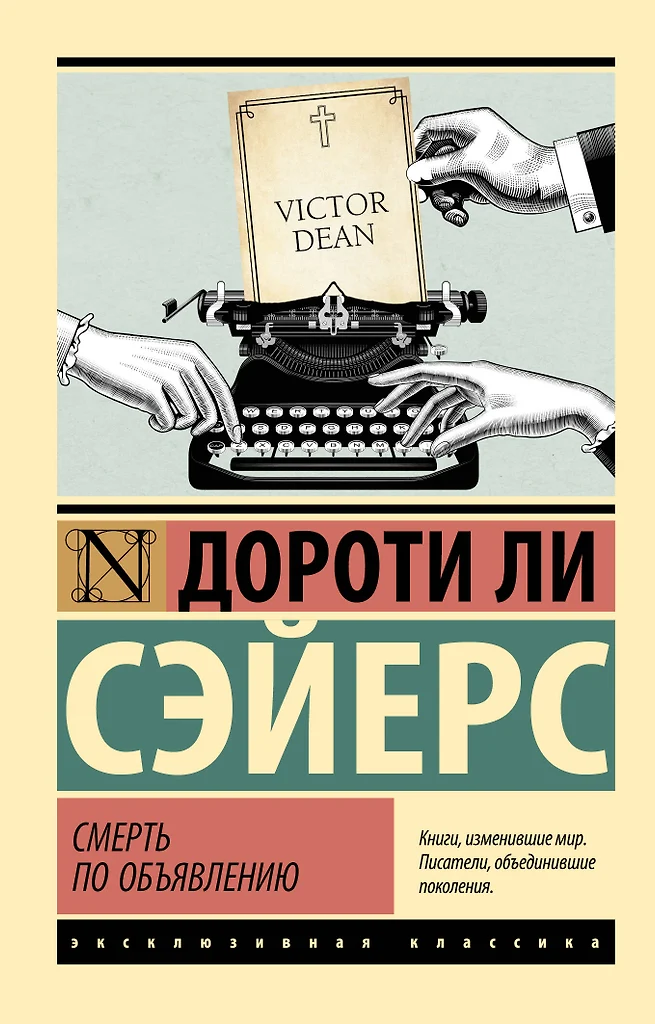 VICTOR
DEAN
W E R T Y U
S D G H K
Z X C V B N M
N
ДОРОТИ ЛИ
СЭЙЕРС
СМЕРТЬ
ПО ОБЪЯВЛЕНИЮ
Книги, изменившие мир.
Писатели, объединившие
поколения.
эксклюзивная классика